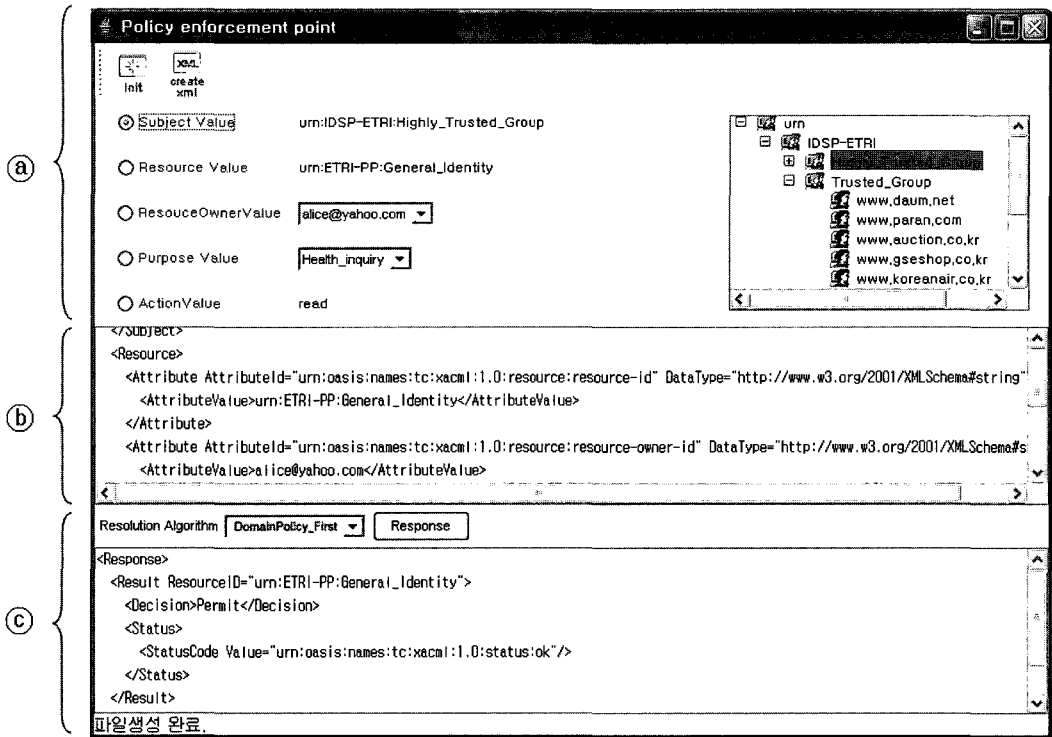 Policy enforcement point
Init
XML
create
xml
ⓐ
Subject Value urn:IDSP-ETRI:Highly_Trusted_Group
Resource Value urn:ETRI-PP:General_Identity
ResouceOwnerValue alice@yahoo.com
Purpose Value Health_inquiry
ActionValue read
urn
IDSP-ETRI
Trusted_Group
www.daum.net
www.paran.com
www.auction.co.kr
www.gseshop.co.kr
www.koreanair.co.kr
ⓑ
</Subject>
<Resource>
<Attribute AttributeId="urn:oasis:names:tc:xacml:1.0:resource:resource-id" DataType="http://www.w3.org/2001/XMLSchema#string"
<AttributeValue>urn:ETRI-PP:General_Identity</AttributeValue>
</Attribute>
<Attribute AttributeId="urn:oasis:names:tc:xacml:1.0:resource:resource-owner-id" DataType="http://www.w3.org/2001/XMLSchema#s
<AttributeValue>alice@yahoo.com</AttributeValue>
ⓒ
Resolution Algorithm DomainPolicy_First Response
<Response>
<Result ResourceID="urn:ETRI-PP:General_Identity">
<Decision>Permit</Decision>
<Status>
<StatusCode Value="urn:oasis:names:tc:xacml:1.0:status:ok"/>
</Status>
</Result>
파일생성 완료.